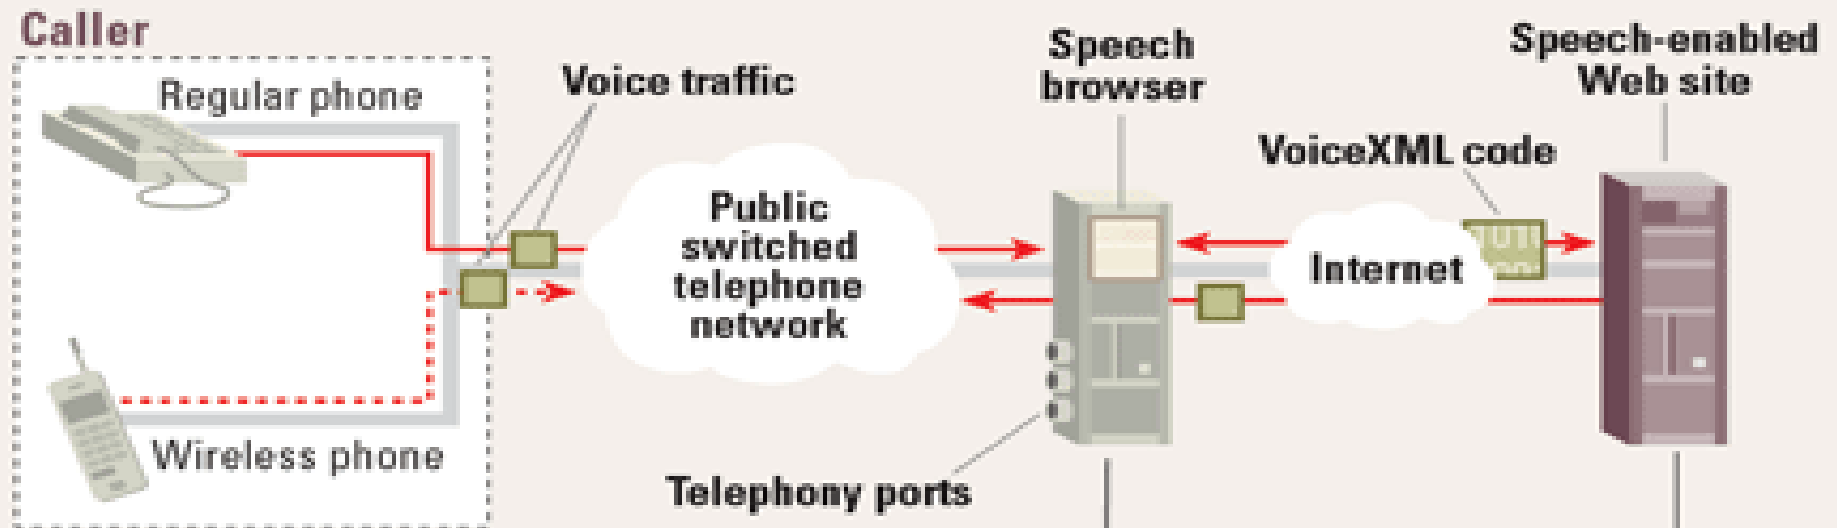 Caller
Regular phone
Voice traffic
Wireless phone
Public
switched
telephone
network
Speech
browser
Telephony ports
VoiceXML code
Internet
Speech-enabled
Web site